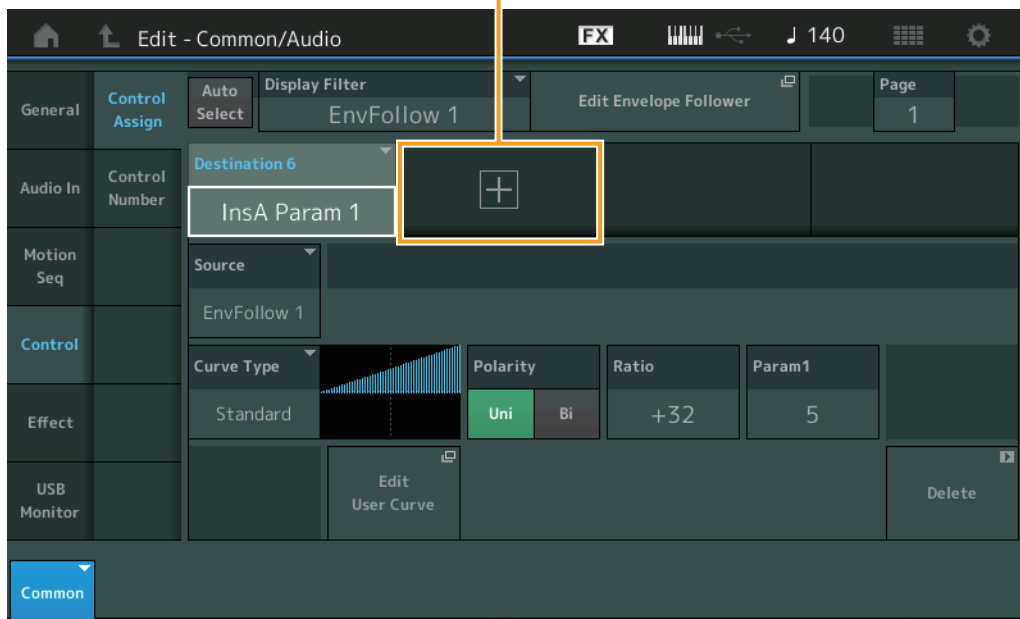 Edit - Common/Audio
FX
140
General
Control
Assign
Auto
Select
Display Filter
EnvFollow 1
Edit Envelope Follower
Page
1
Audio In
Control
Number
Destination 6
InsA Param 1
Motion
Seq
Source
EnvFollow 1
Control
Curve Type
Standard
Polarity
Uni
Bi
Ratio
+32
Param1
5
Effect
USB
Monitor
Edit
User Curve
Delete
Common